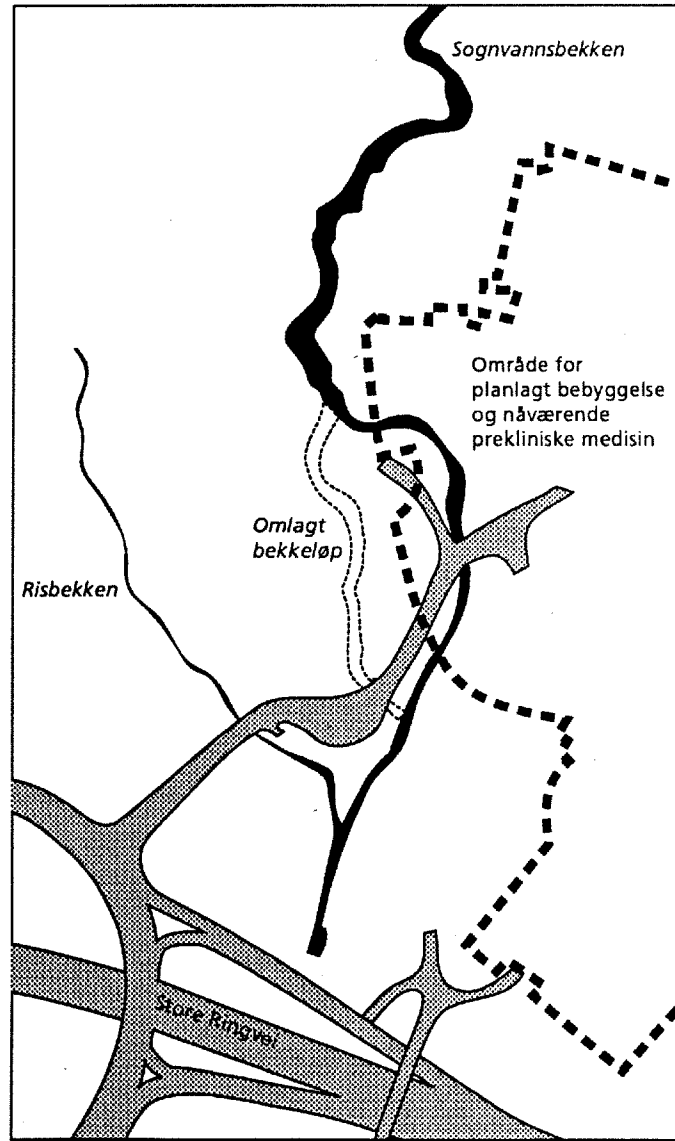 Sognvannsbekken
Område for
planlagt bebyggelse
og nåværende
prekliniske medisin
Omlagt
bekkeløp
Risbekken
Store Ringvei